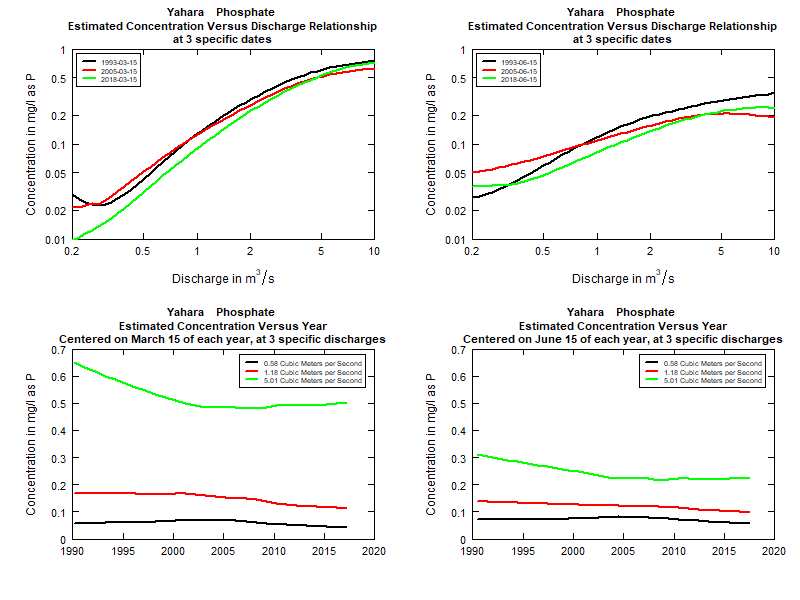 Yahara Phosphate
Estimated Concentration Versus Discharge Relationship
at 3 specific dates
1
0.5
0.2
0.1
0.05
0.02
0.01
Concentration in mg/l as P
1993-03-15
2005-03-15
2018-03-15
0.2 0.5 1 2 5 10
Discharge in m³/s
Yahara Phosphate
Estimated Concentration Versus Discharge Relationship
at 3 specific dates
1
0.5
0.2
0.1
0.05
0.02
0.01
Concentration in mg/l as P
1993-06-15
2005-06-15
2018-06-15
0.2 0.5 1 2 5 10
Discharge in m³/s
Yahara Phosphate
Estimated Concentration Versus Year
Centered on March 15 of each year, at 3 specific discharges
0.7
0.6
0.5
0.4
0.3
0.2
0.1
0
Concentration in mg/l as P
0.58 Cubic Meters per Second
1.18 Cubic Meters per Second
5.01 Cubic Meters per Second
1990 1995 2000 2005 2010 2015 2020
Yahara Phosphate
Estimated Concentration Versus Year
Centered on June 15 of each year, at 3 specific discharges
0.7
0.6
0.5
0.4
0.3
0.2
0.1
0
Concentration in mg/l as P
0.58 Cubic Meters per Second
1.18 Cubic Meters per Second
5.01 Cubic Meters per Second
1990 1995 2000 2005 2010 2015 2020